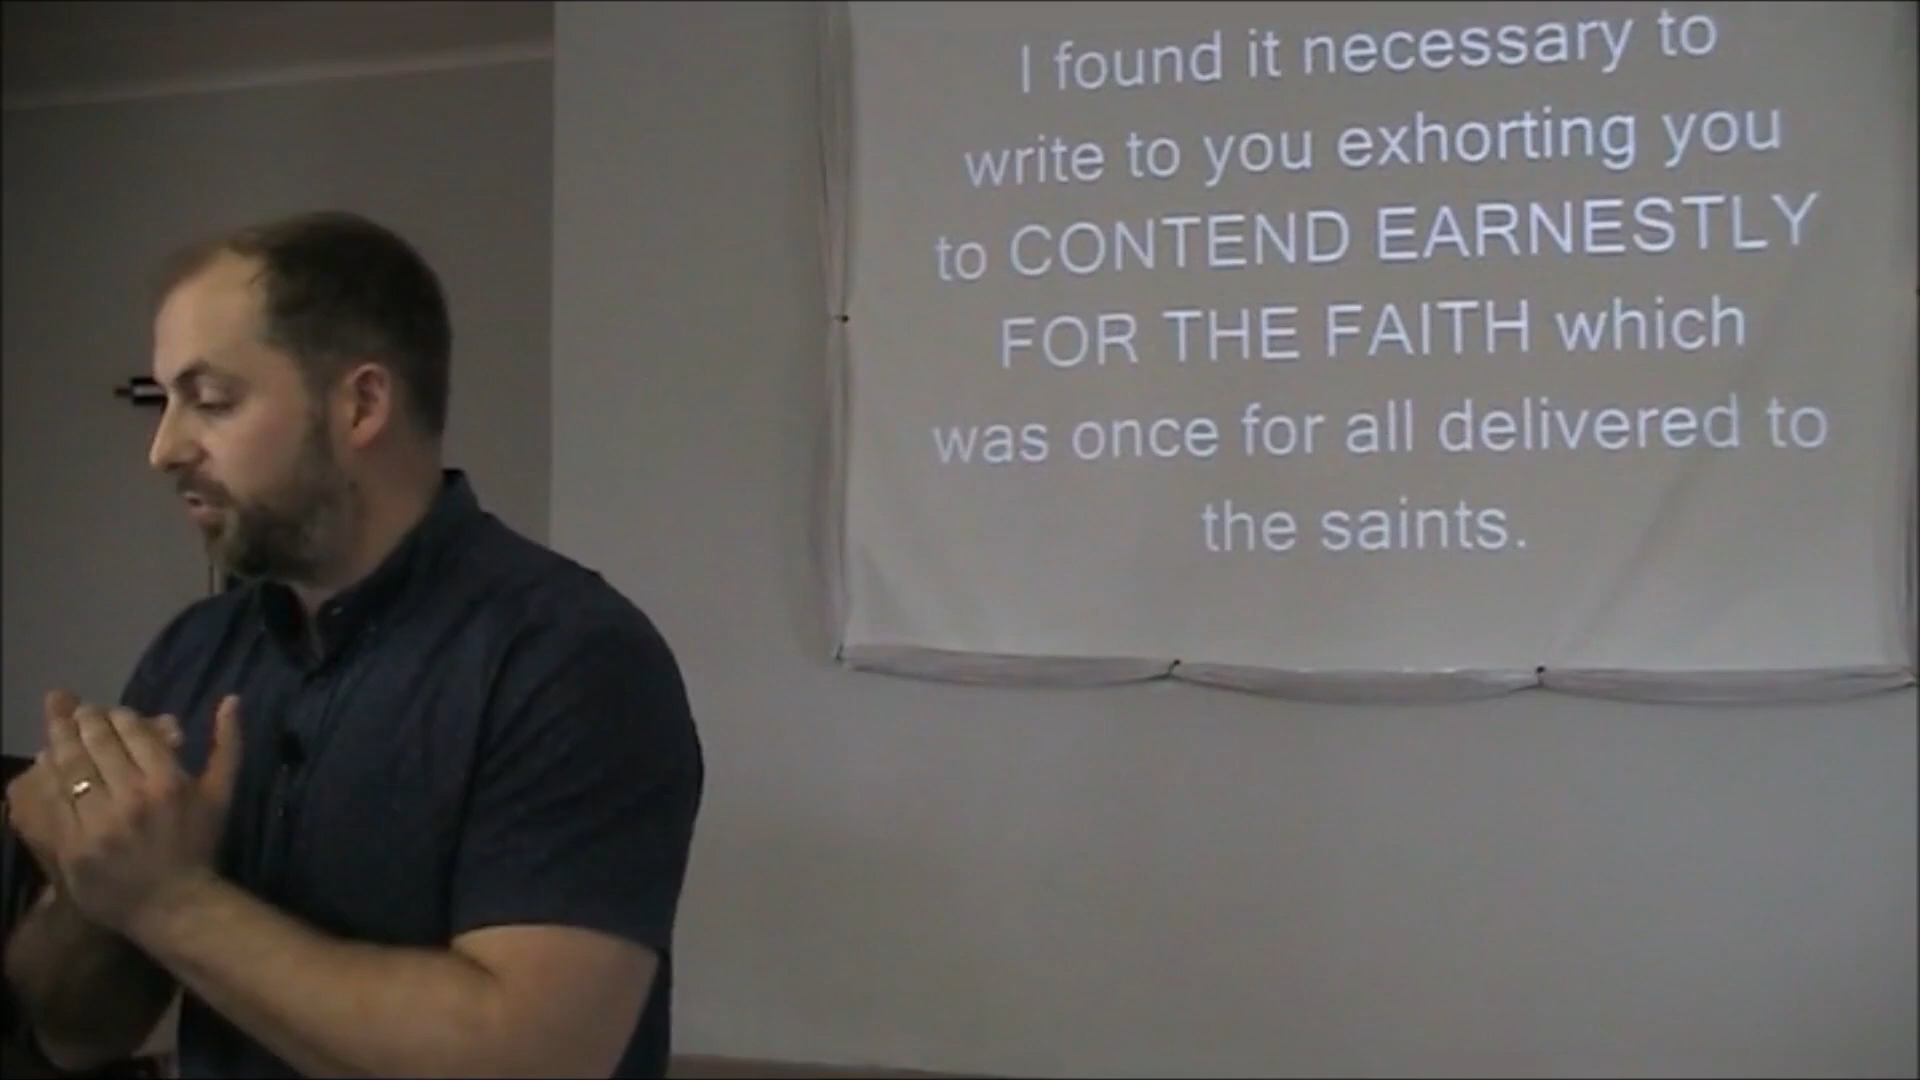 I found it necessary to
write to you exhorting you
to CONTEND EARNESTLY
FOR THE FAITH which
was once for all delivered to
the saints.